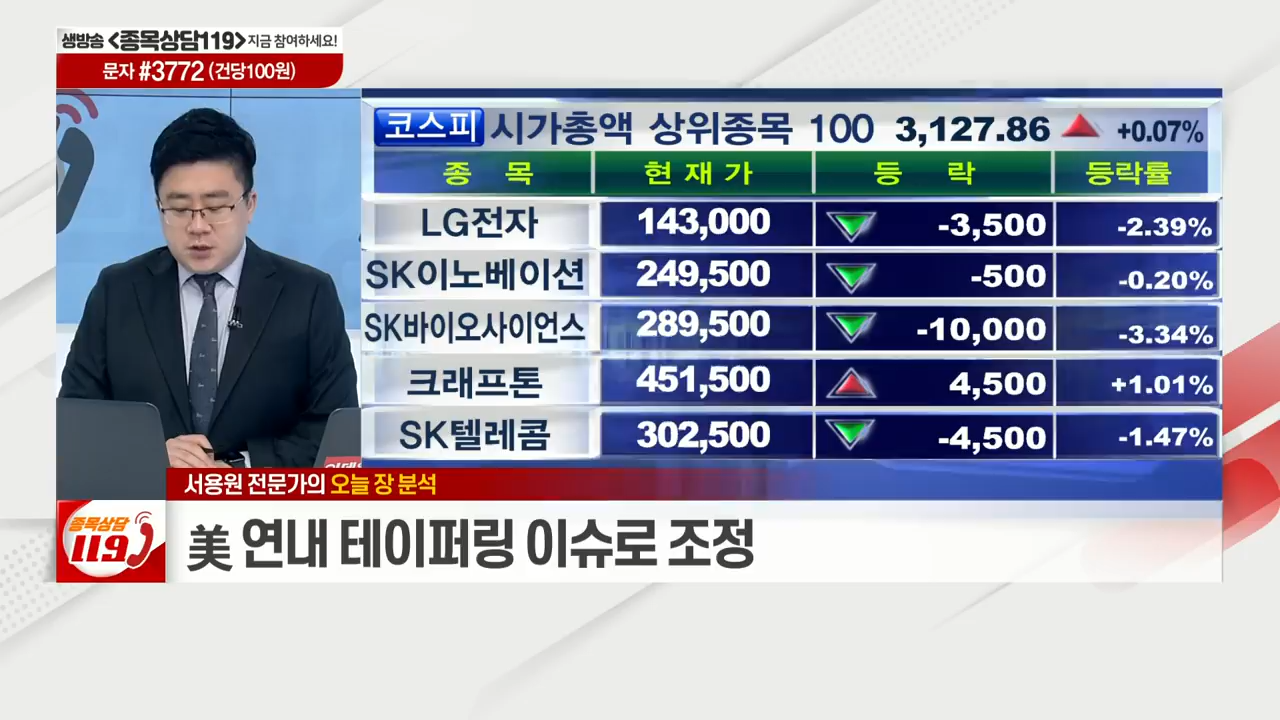 생방송 <종목상담119> 지금 참여하세요!
문자 #3772 (건당100원)
코스피 시가총액 상위종목 100 3,127.86 ▲ +0.07%
종 목 현 재 가 등 락 등락률
LG전자 143,000 ▼ -3,500 -2.39%
SK이노베이션 249,500 ▼ -500 -0.20%
SK바이오사이언스 289,500 ▼ -10,000 -3.34%
크래프톤 451,500 ▲ 4,500 +1.01%
SK텔레콤 302,500 ▼ -4,500 -1.47%
서용원 전문가의 오늘 장 분석
종목상담
119
美 연내 테이퍼링 이슈로 조정